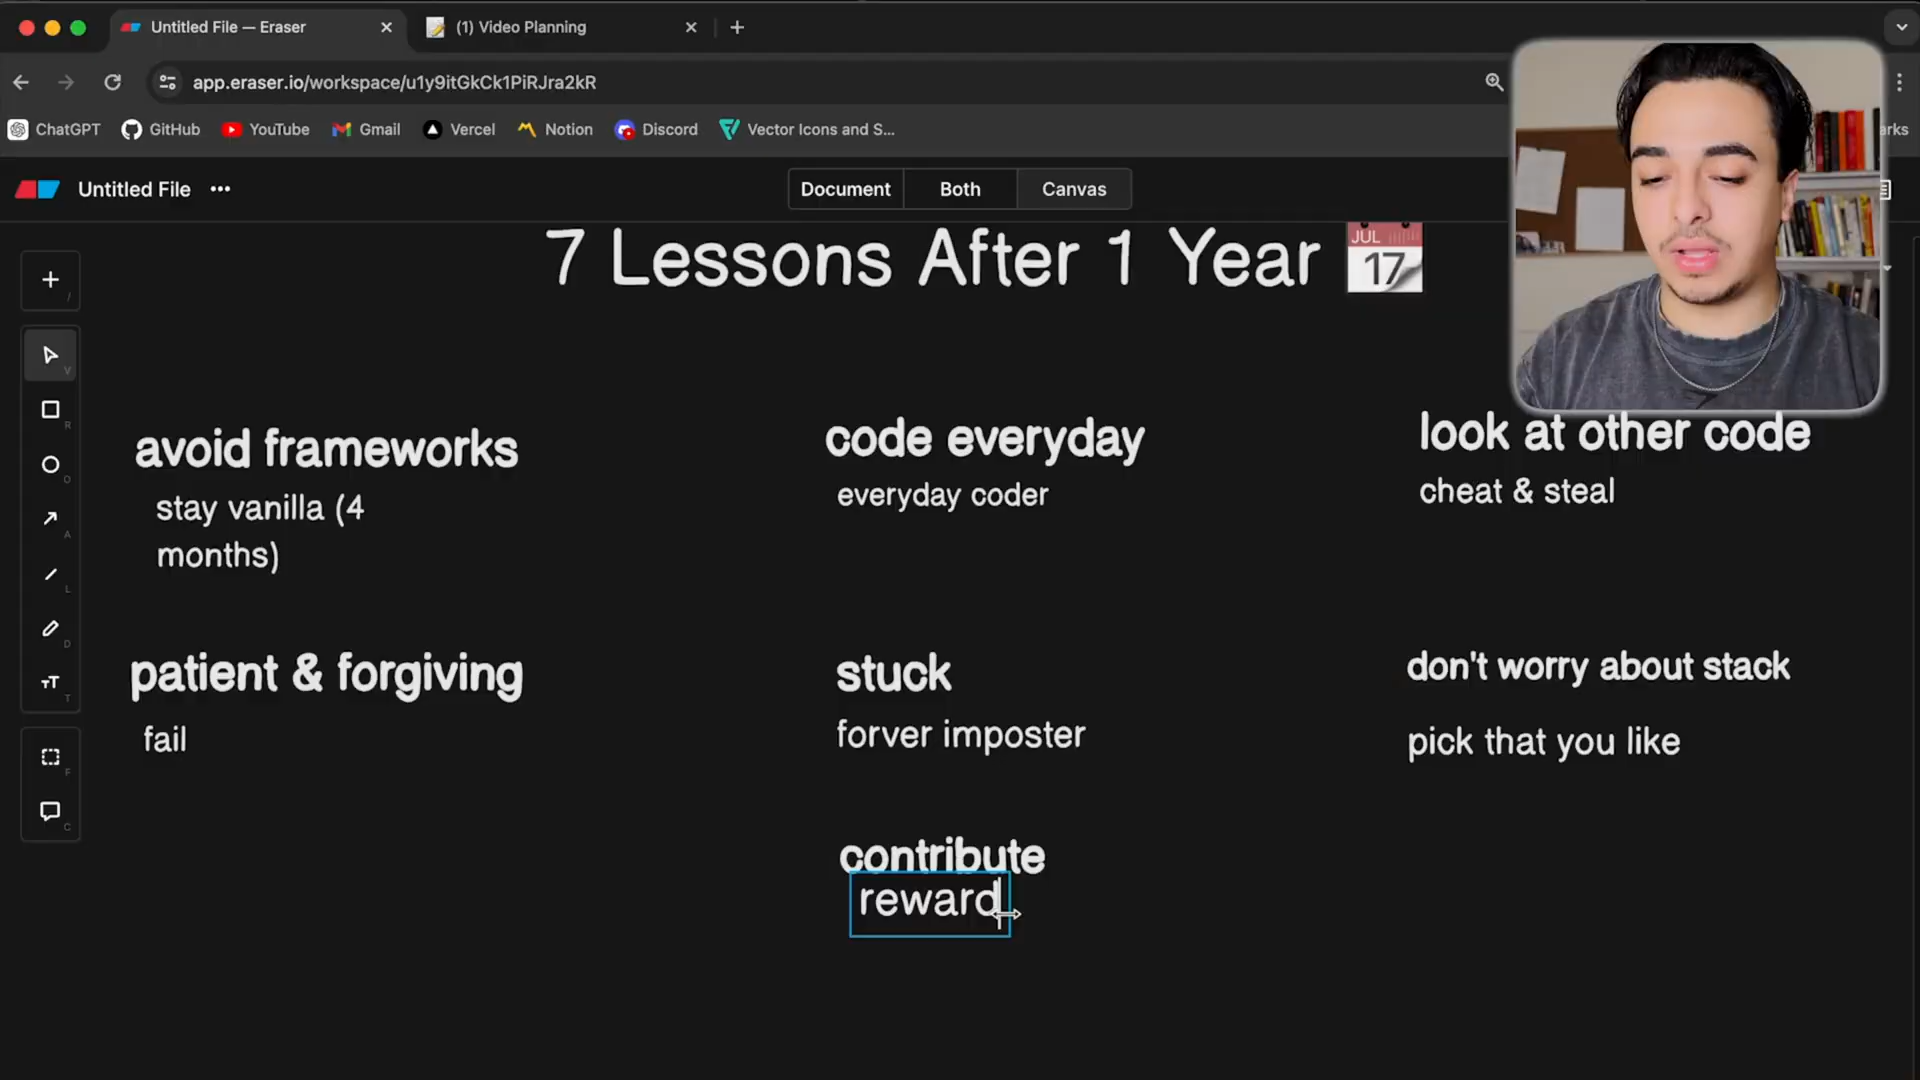 Untitled File — Eraser
(1) Video Planning
app.eraser.io/workspace/u1y9itGkCk1PiRJra2kR
ChatGPT
GitHub
YouTube
Gmail
Vercel
Notion
Discord
Vector Icons and S...
arks
Untitled File
Document
Both
Canvas
7 Lessons After 1 Year
JUL
17
avoid frameworks
stay vanilla (4
months)
code everyday
everyday coder
look at other code
cheat & steal
patient & forgiving
fail
stuck
forver imposter
don't worry about stack
pick that you like
contribute
reward
/
V
R
O
A
L
D
T
F
C